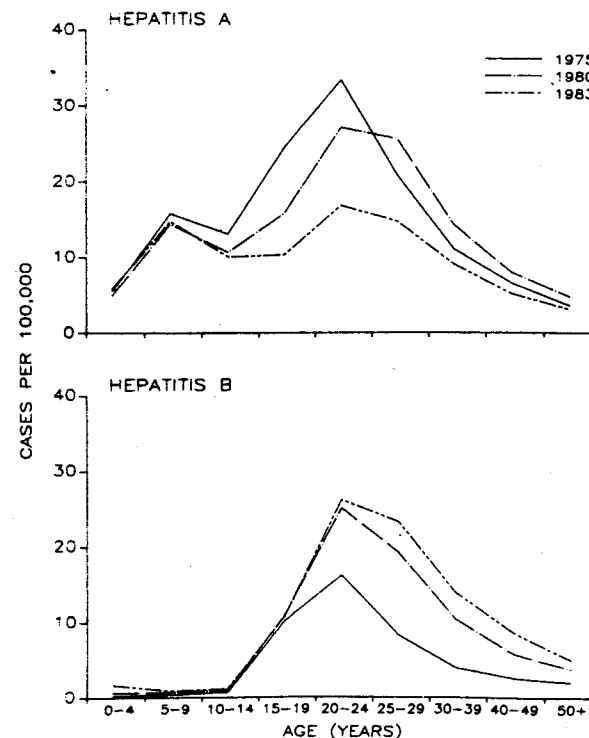 HEPATITIS A
40
30
20
10
0
1975
1980
1983
CASES PER 100,000
HEPATITIS B
40
30
20
10
0
0-4 5-9 10-14 15-19 20-24 25-29 30-39 40-49 50+
AGE (YEARS)